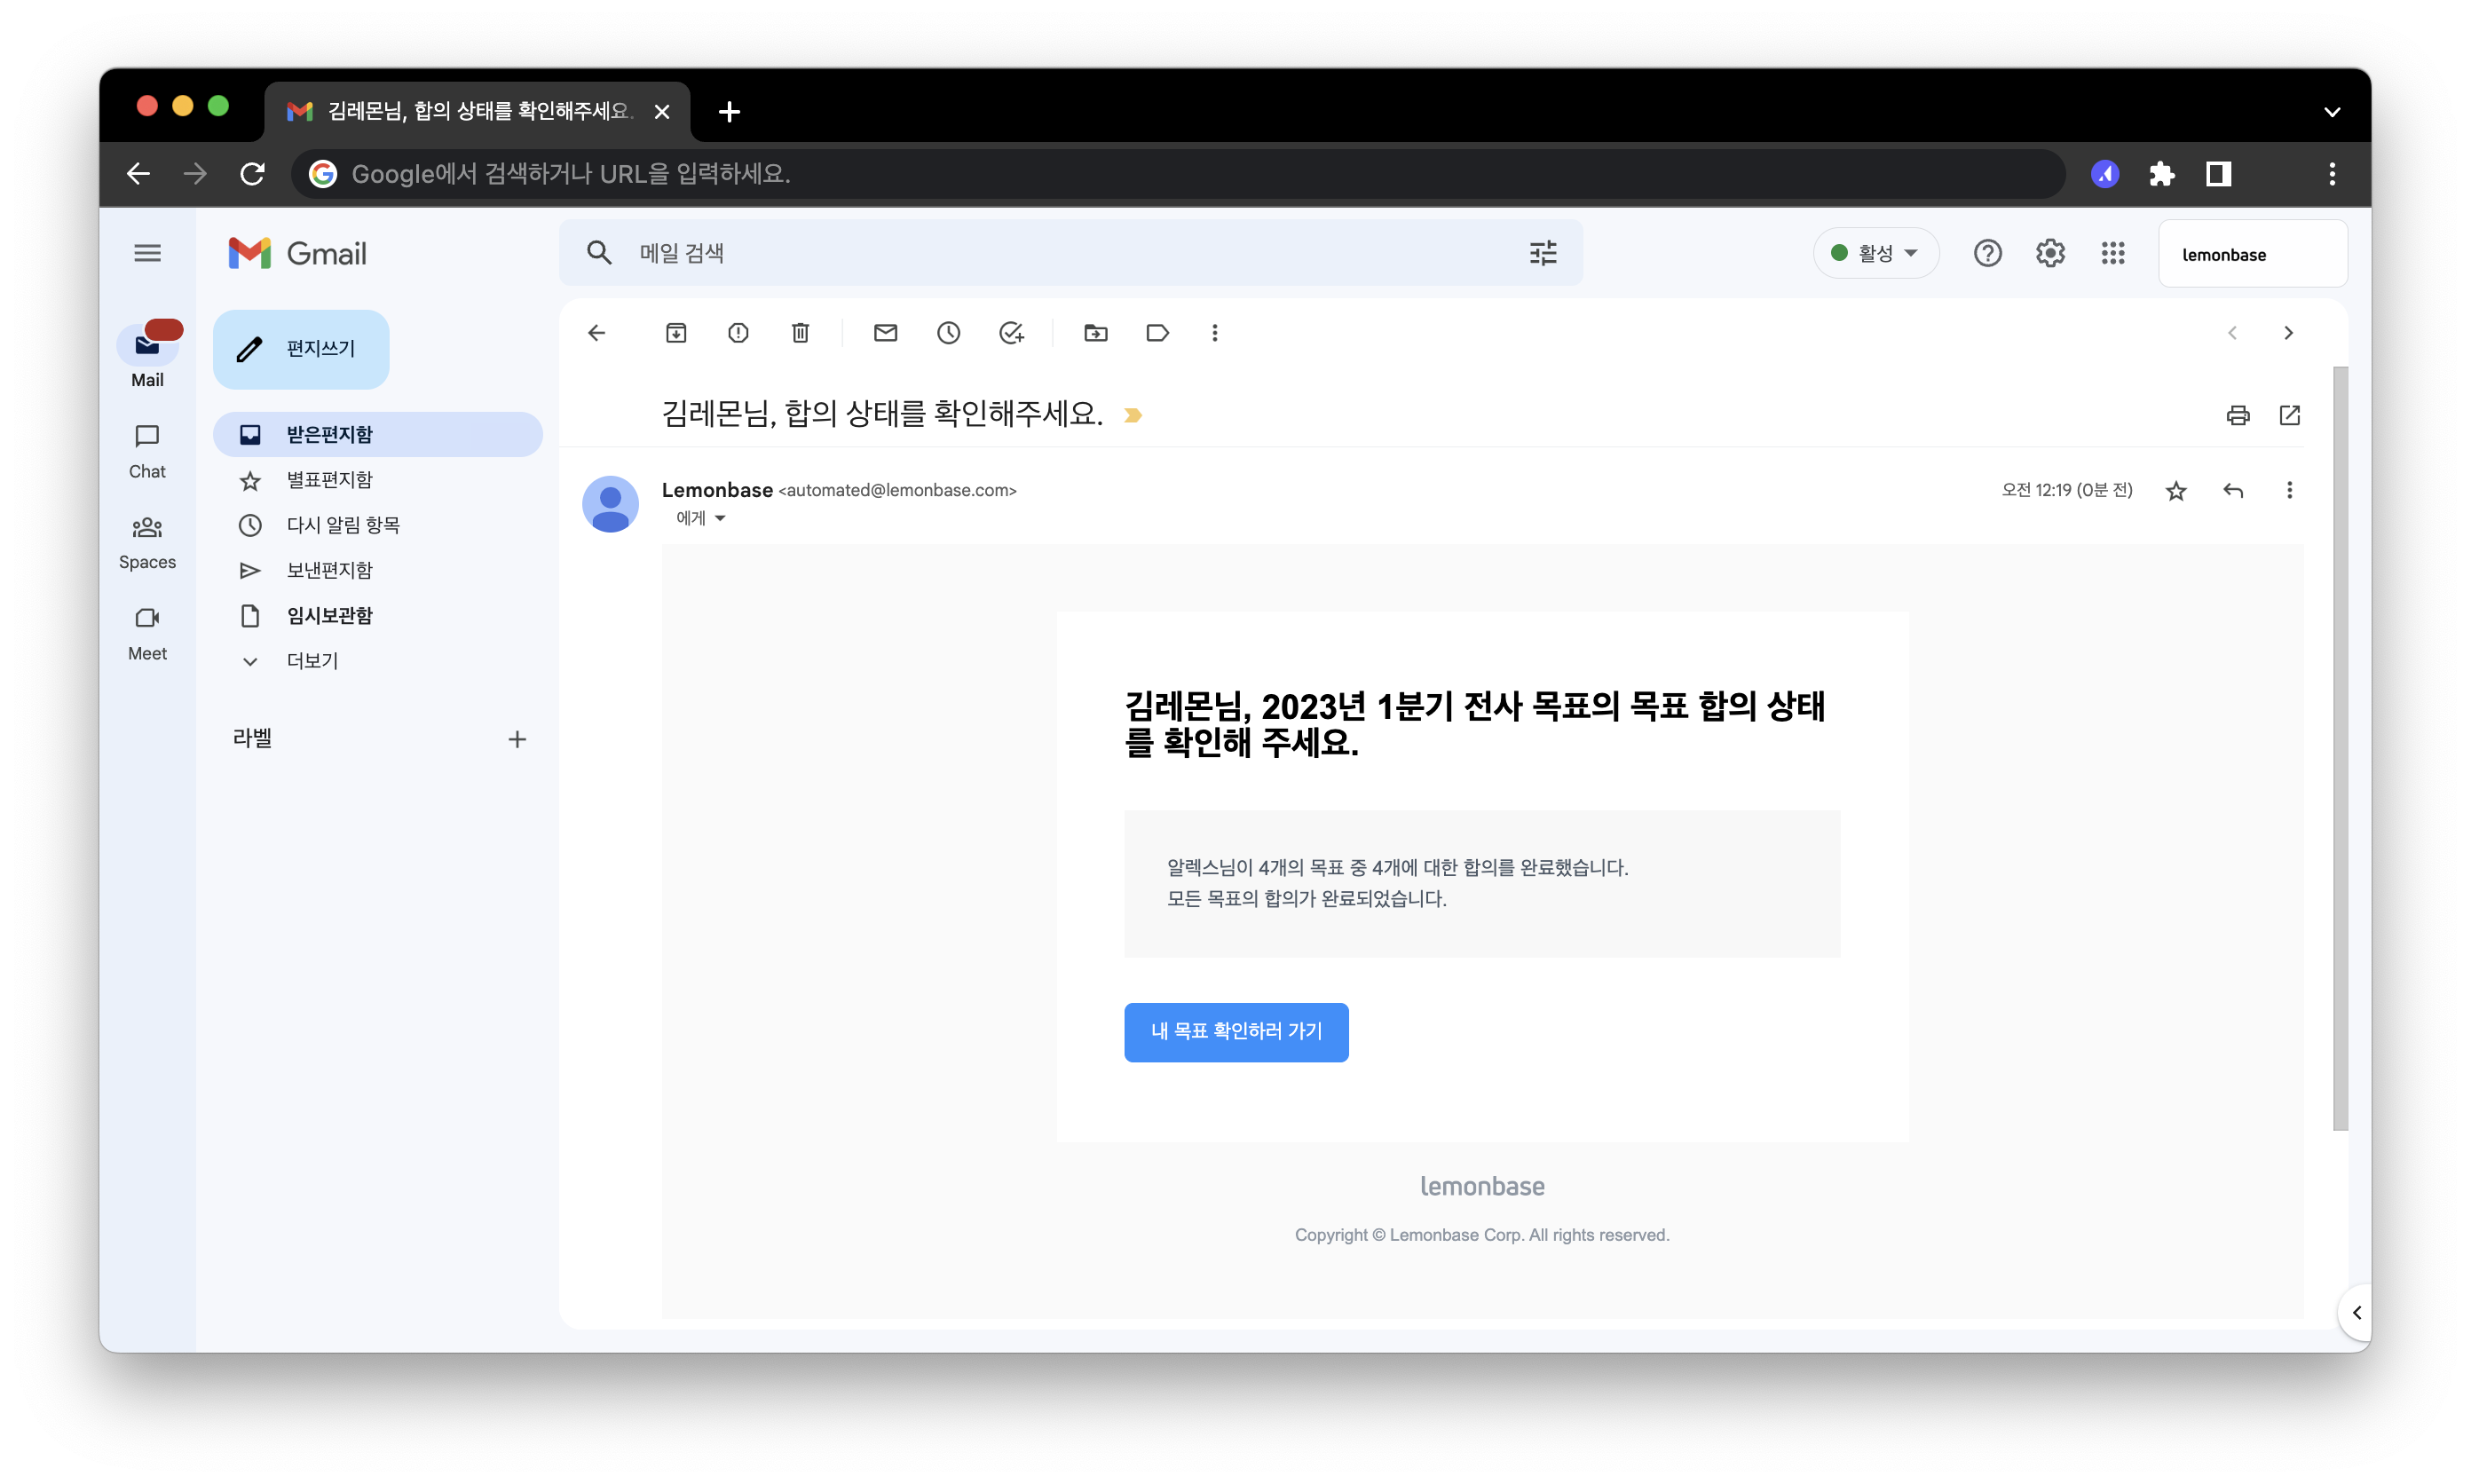 김레몬님, 합의 상태를 확인해주세요.
Google에서 검색하거나 URL을 입력하세요.
Gmail
메일 검색
활성
lemonbase
Mail
편지쓰기
Chat
받은편지함
별표편지함
Spaces
다시 알림 항목
보낸편지함
Meet
임시보관함
더보기
라벨
김레몬님, 합의 상태를 확인해주세요.
Lemonbase <automated@lemonbase.com>
오전 12:19 (0분 전)
에게
김레몬님, 2023년 1분기 전사 목표의 목표 합의 상태
를 확인해 주세요.
알렉스님이 4개의 목표 중 4개에 대한 합의를 완료했습니다.
모든 목표의 합의가 완료되었습니다.
내 목표 확인하러 가기
lemonbase
Copyright © Lemonbase Corp. All rights reserved.